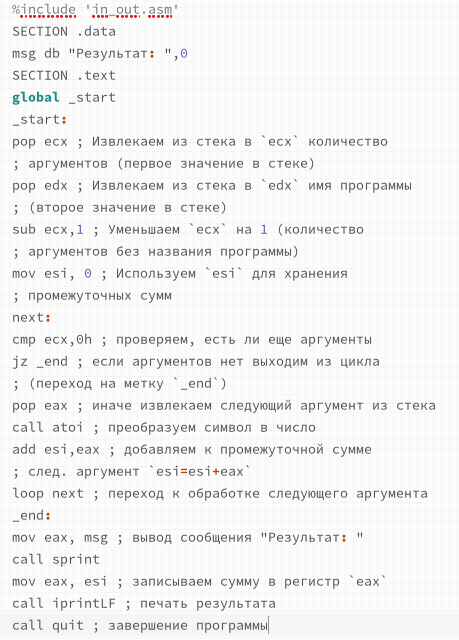 %include 'in_out.asm'
SECTION .data
msg db "Результат: ",0
SECTION .text
global _start
_start:
pop ecx ; Извлекаем из стека в `ecx` количество
; аргументов (первое значение в стеке)
pop edx ; Извлекаем из стека в `edx` имя программы
; (второе значение в стеке)
sub ecx,1 ; Уменьшаем `ecx` на 1 (количество
; аргументов без названия программы)
mov esi, 0 ; Используем `esi` для хранения
; промежуточных сумм
next:
cmp ecx,0h ; проверяем, есть ли еще аргументы
jz _end ; если аргументов нет выходим из цикла
; (переход на метку `_end`)
pop eax ; иначе извлекаем следующий аргумент из стека
call atoi ; преобразуем символ в число
add esi,eax ; добавляем к промежуточной сумме
; след. аргумент `esi=esi+eax`
loop next ; переход к обработке следующего аргумента
_end:
mov eax, msg ; вывод сообщения "Результат: "
call sprint
mov eax, esi ; записываем сумму в регистр `eax`
call iprintLF ; печать результата
call quit ; завершение программы